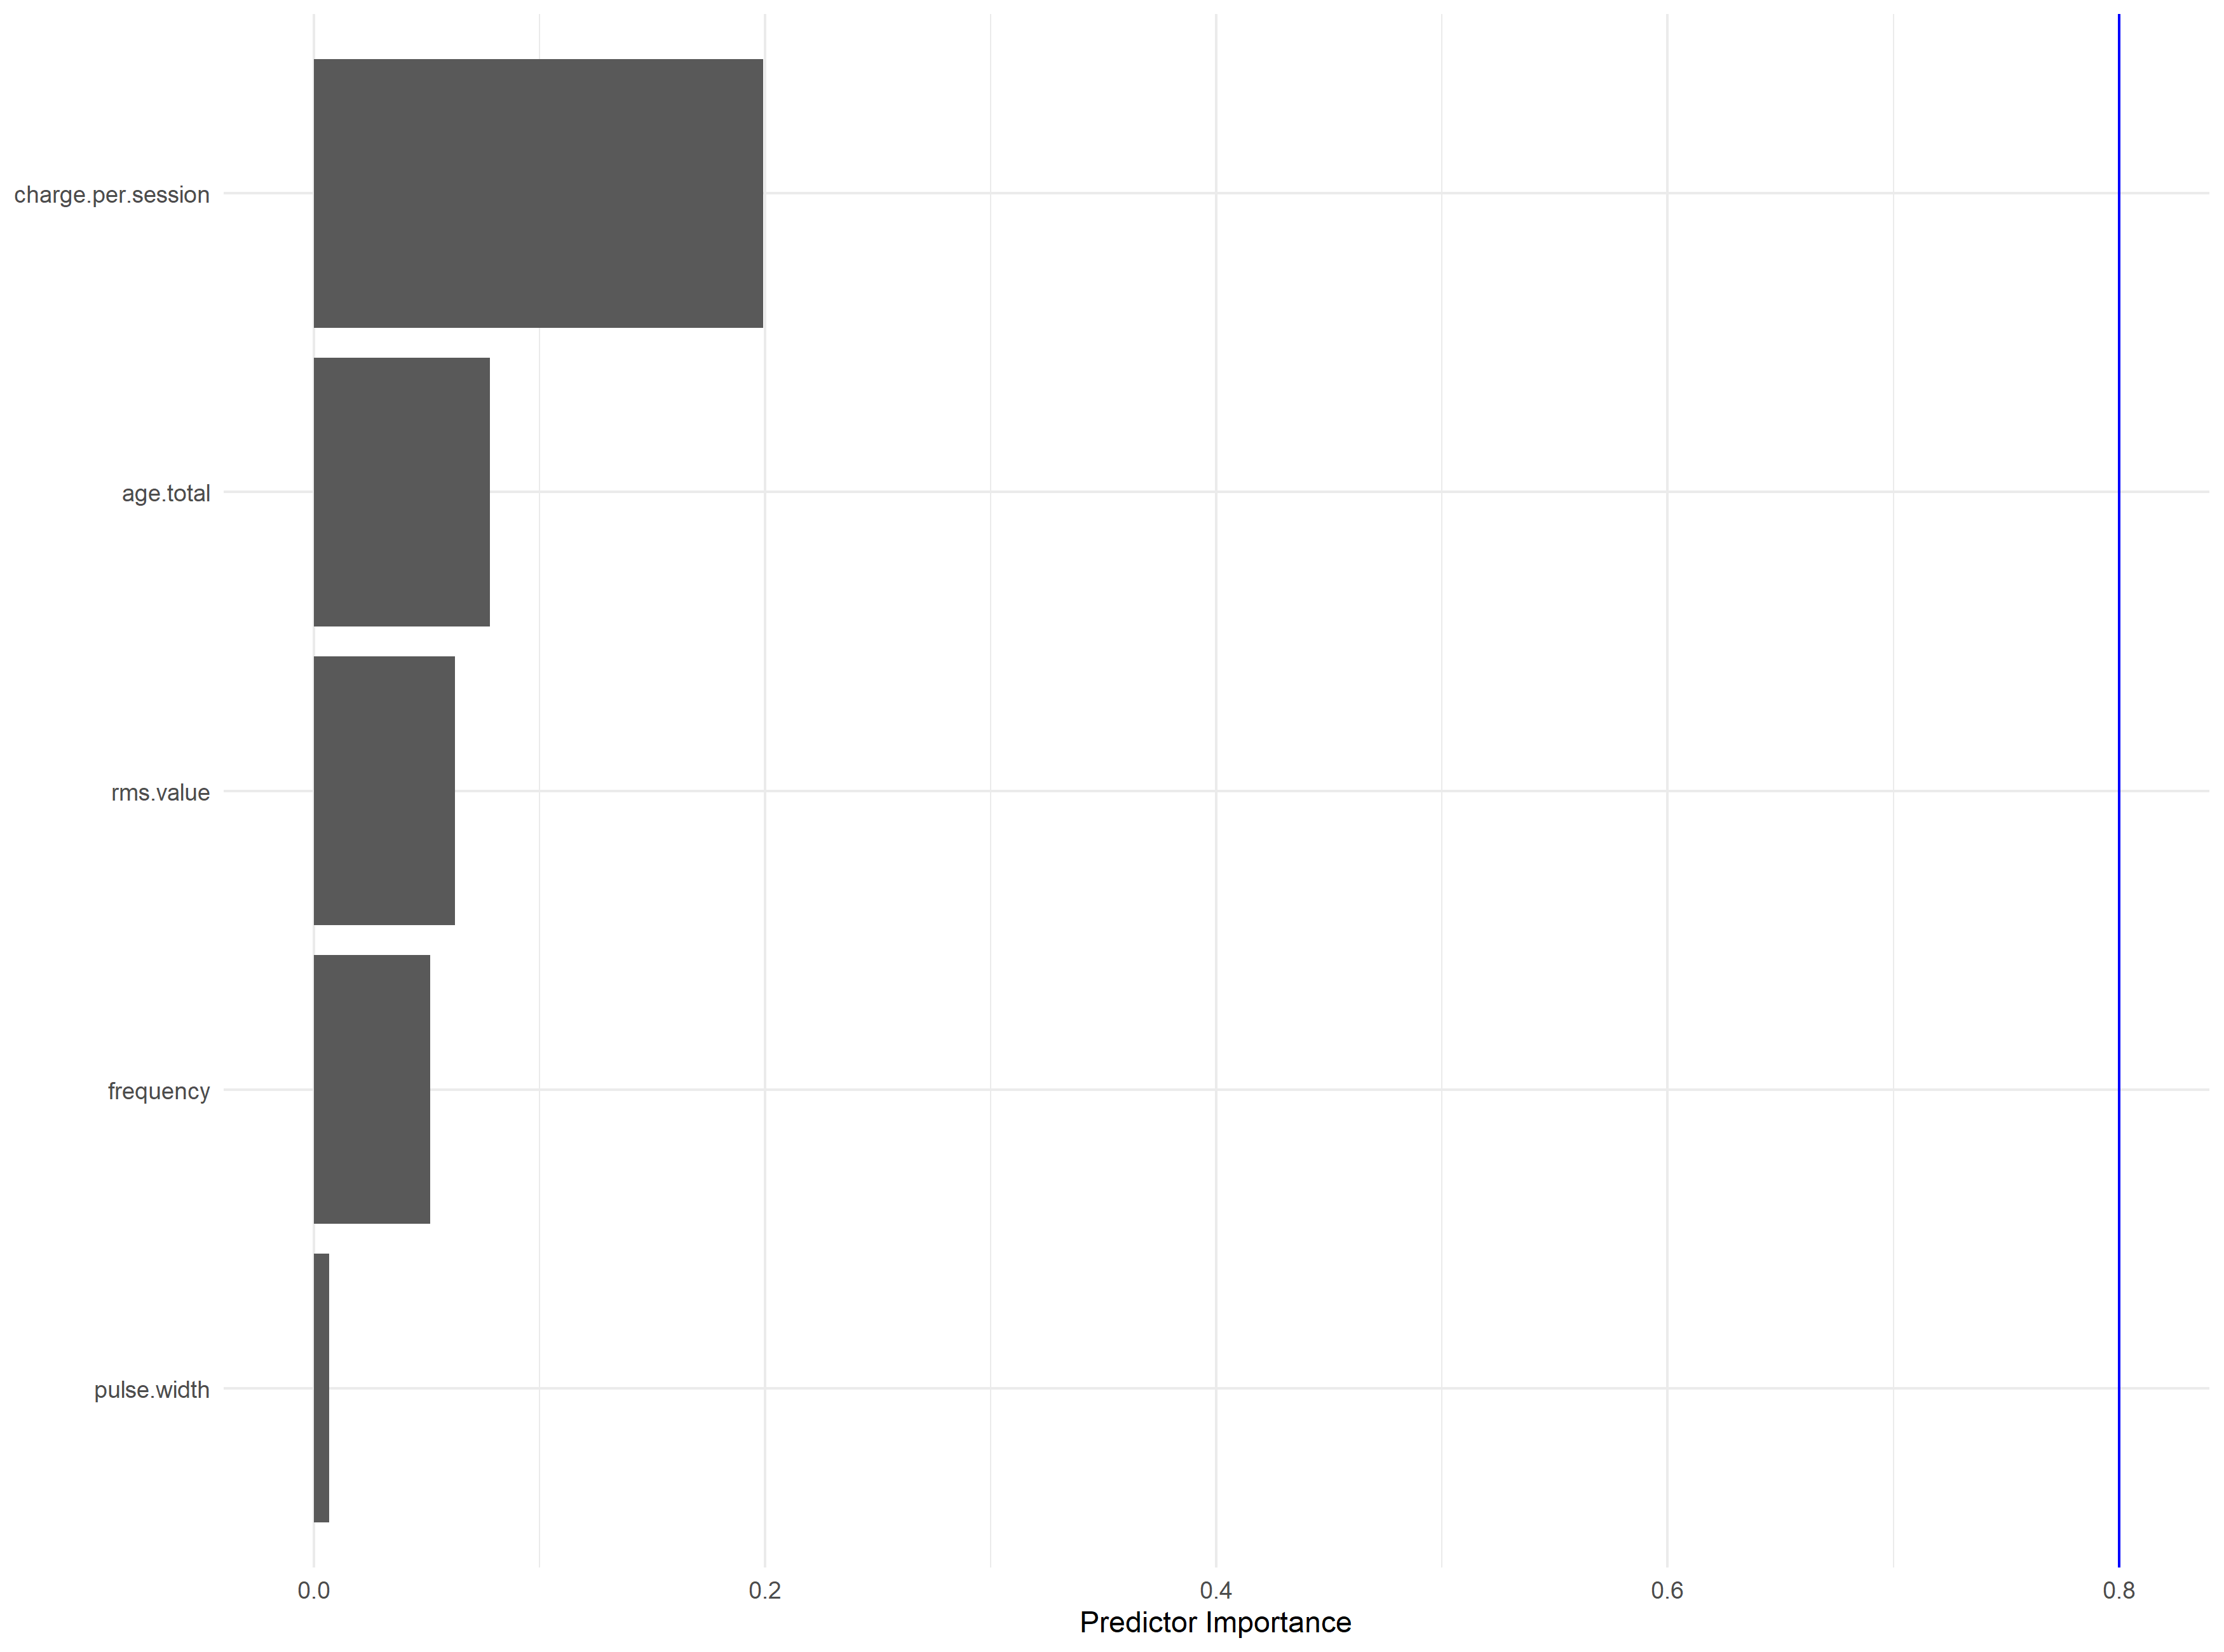 charge.per.session
age.total
rms.value
frequency
pulse.width
0.0 0.2 0.4 0.6 0.8
Predictor Importance